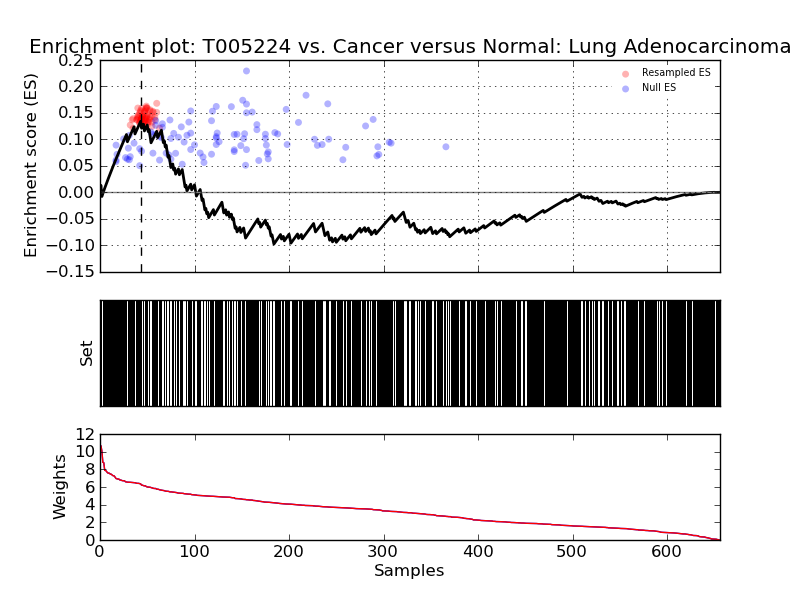 Enrichment plot: T005224 vs. Cancer versus Normal: Lung Adenocarcinoma
Enrichment score (ES)
0.25
0.20
0.15
0.10
0.05
0.00
−0.05
−0.10
−0.15
Resampled ES
Null ES
Set
Weights
12
10
8
6
4
2
0
0 100 200 300 400 500 600
Samples